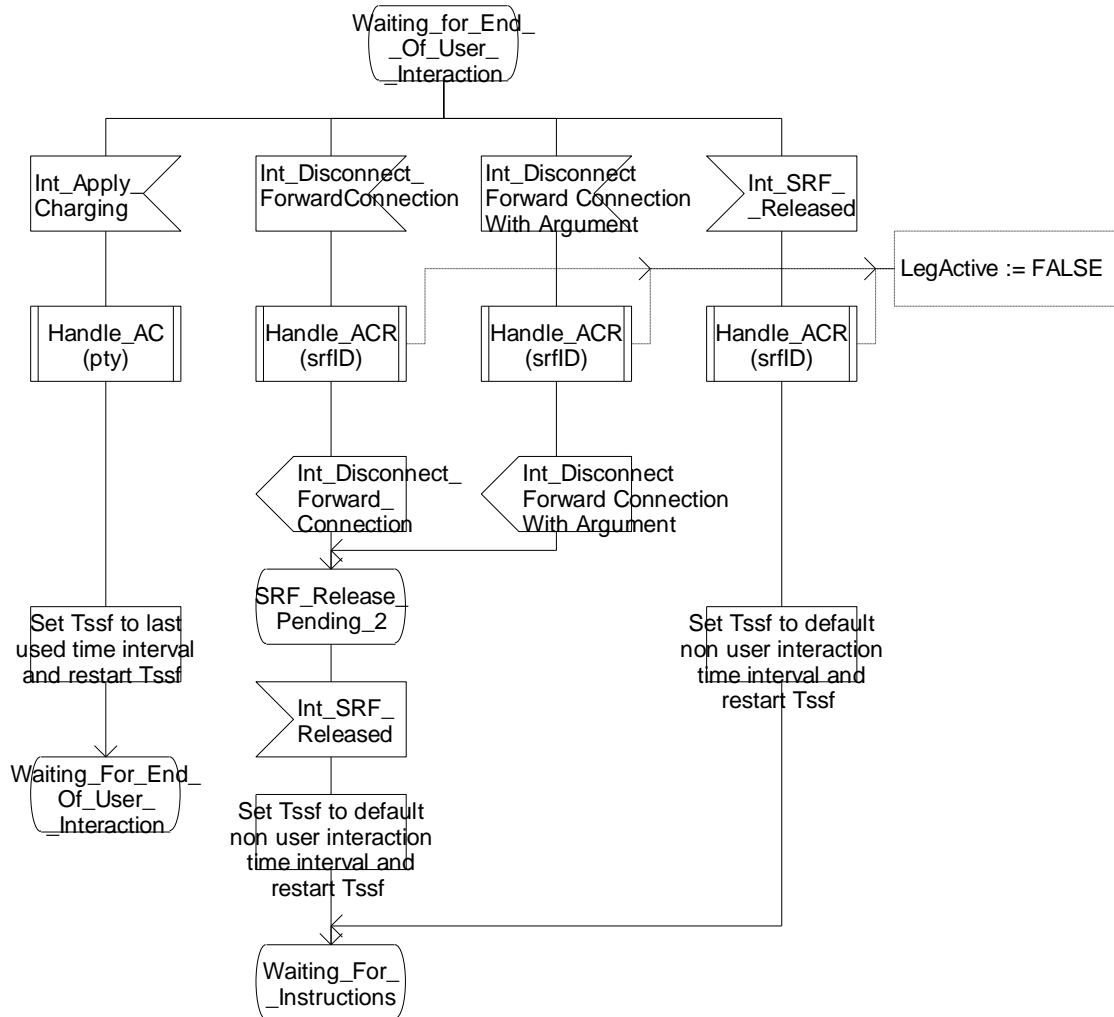 Waiting_for_End_
_Of_User_
_Interaction
Int_Apply_
Charging
Int_Disconnect_
ForwardConnection
Int_Disconnect
Forward Connection
With Argument
Int_SRF_
_Released
LegActive := FALSE
Handle_AC
(pty)
Handle_ACR
(srfID)
Handle_ACR
(srfID)
Handle_ACR
(srfID)
Int_Disconnect_
Forward_
Connection
Int_Disconnect
Forward Connection
With Argument
SRF_Release_
Pending_2
Set Tssf to last
used time interval
and restart Tssf
Set Tssf to default
non user interaction
time interval and
restart Tssf
Int_SRF_
Released
Waiting_For_End_
Of_User_
_Interaction
Set Tssf to default
non user interaction
time interval and
restart Tssf
Waiting_For_
_Instructions